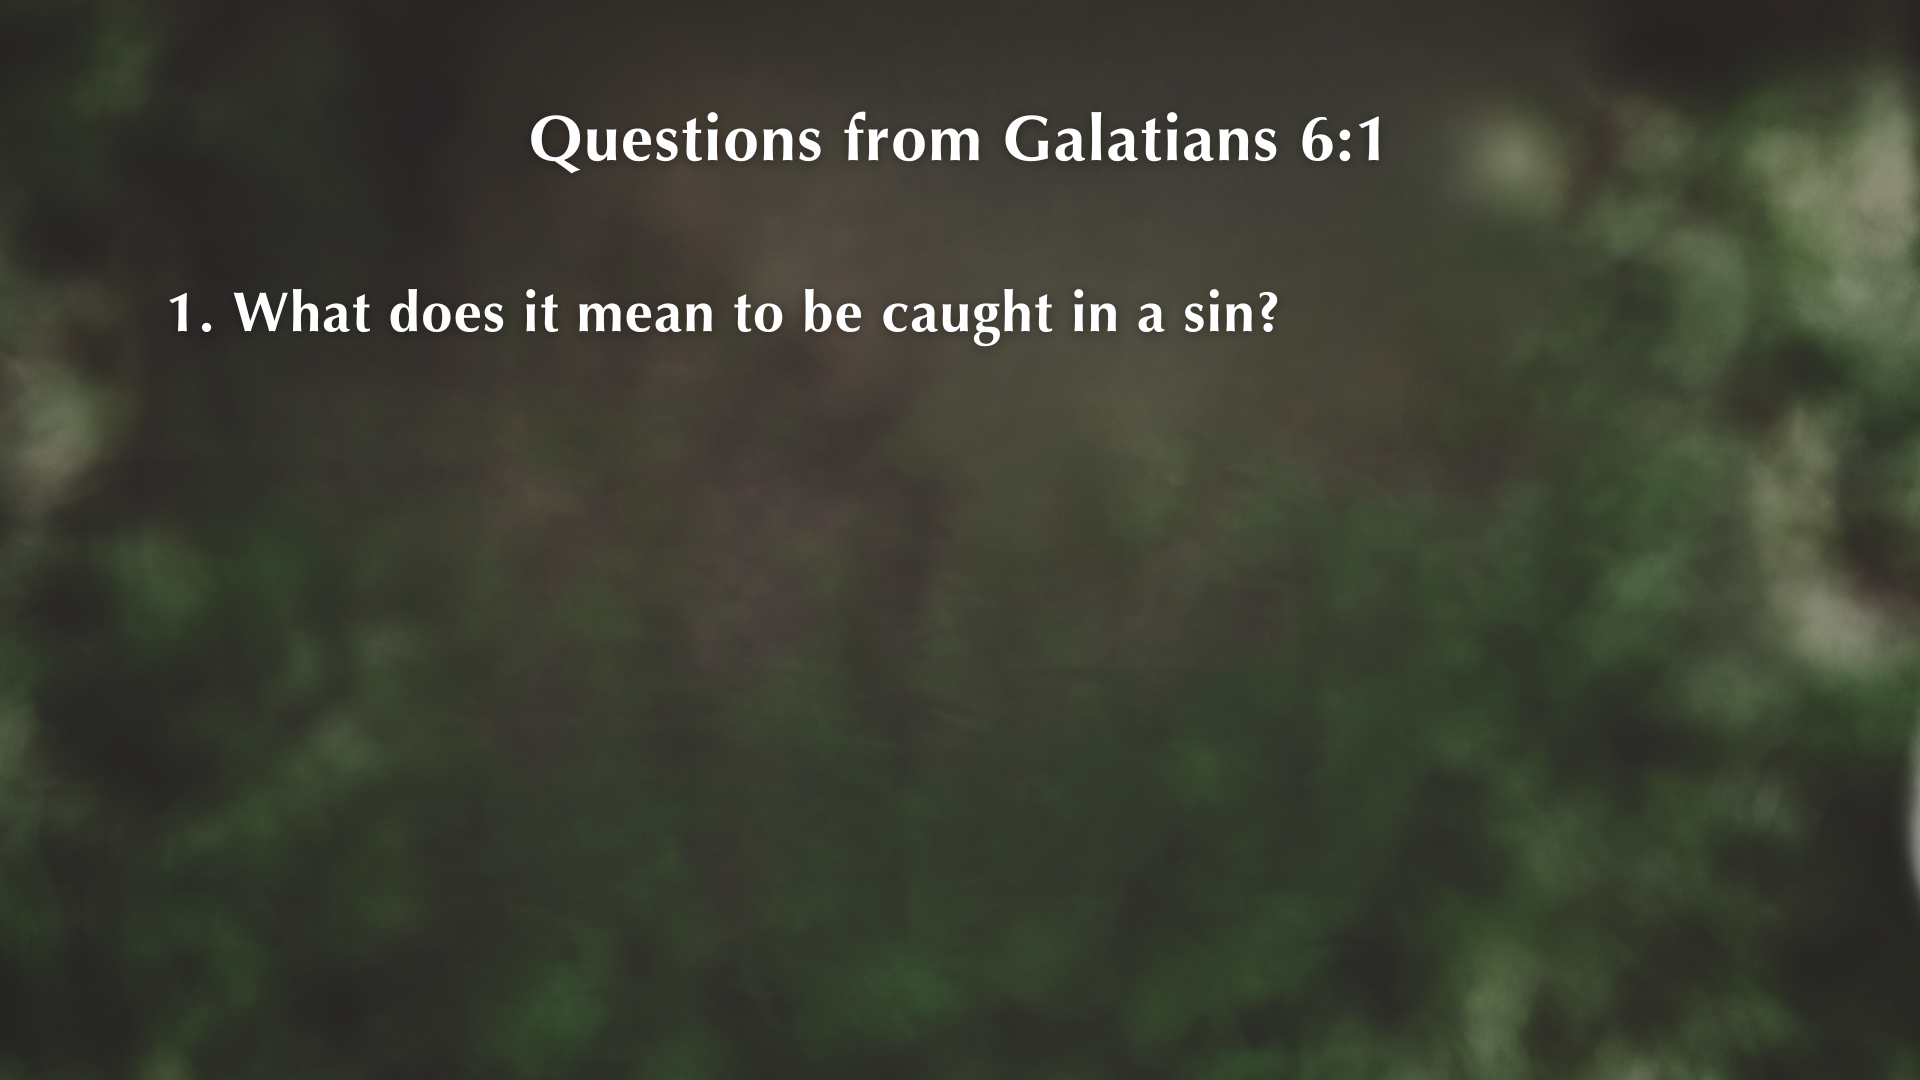 Questions from Galatians 6:1
1. What does it mean to be caught in a sin?